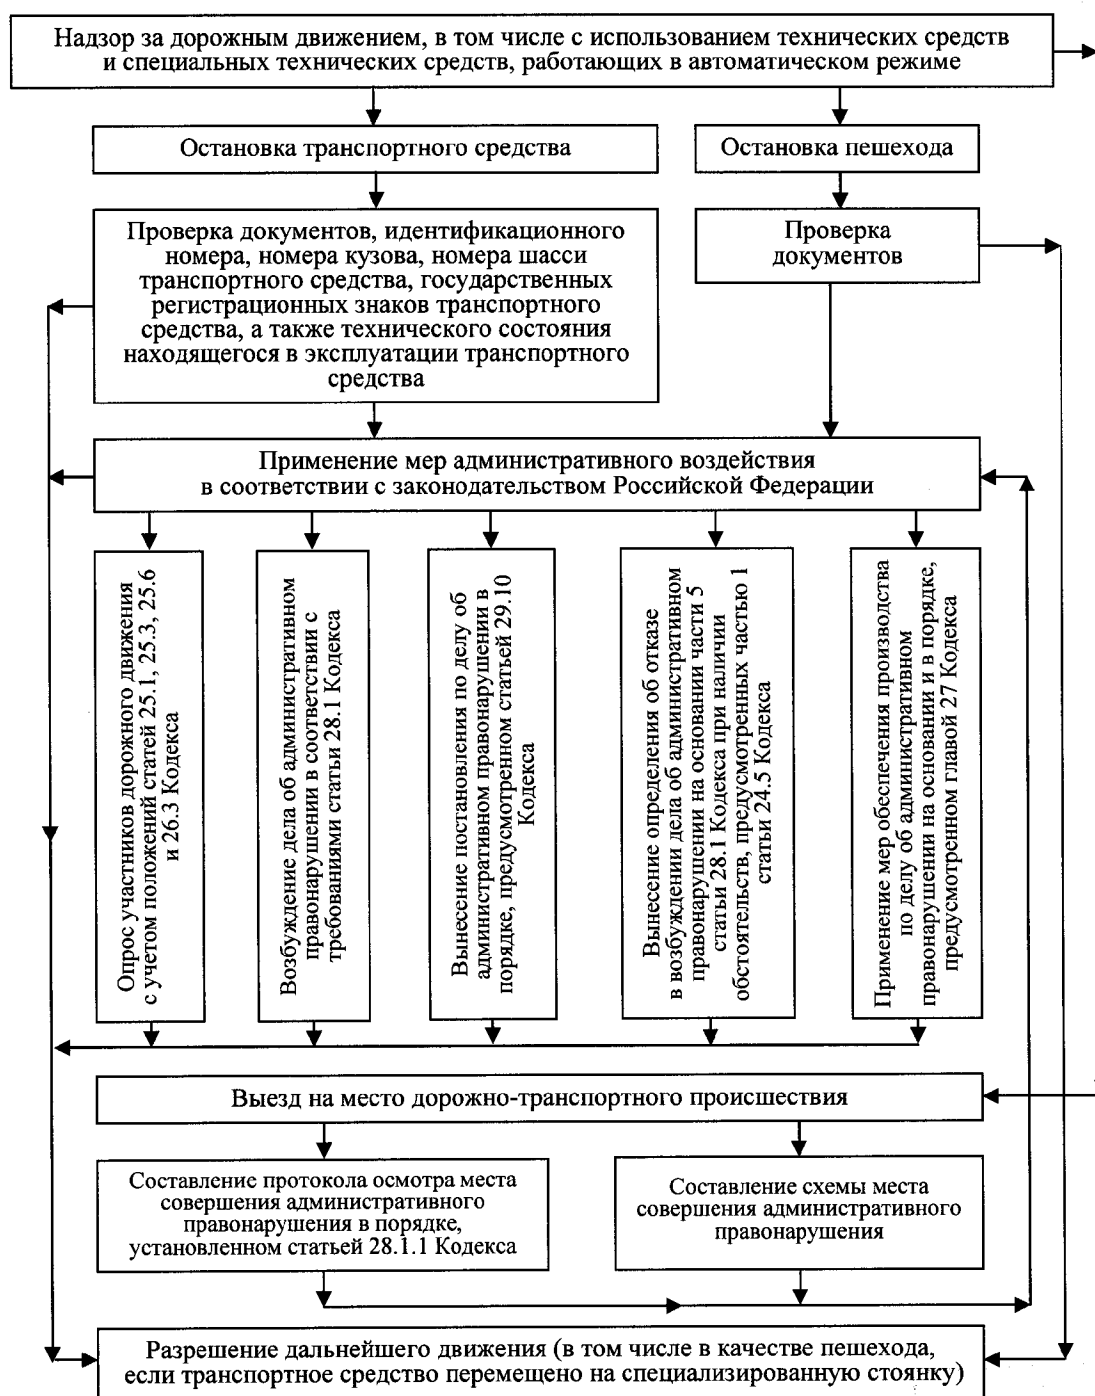 Надзор за дорожным движением, в том числе с использованием технических средств
и специальных технических средств, работающих в автоматическом режиме
Остановка транспортного средства
Остановка пешехода
Проверка документов, идентификационного
номера, номера кузова, номера шасси
транспортного средства, государственных
регистрационных знаков транспортного
средства, а также технического состояния
находящегося в эксплуатации транспортного
средства
Проверка
документов
Применение мер административного воздействия
в соответствии с законодательством Российской Федерации
Опрос участников дорожного движения
с учетом положений статей 25.1, 25.3, 25.6
и 26.3 Кодекса
Возбуждение дела об административном
правонарушении в соответствии с
требованиями статьи 28.1 Кодекса
Вынесение постановления по делу об
административном правонарушении в
порядке, предусмотренном статьей 29.10
Кодекса
Вынесение определения об отказе
в возбуждении дела об административном
правонарушении на основании части 5
статьи 28.1 Кодекса при наличии
обстоятельств, предусмотренных частью 1
статьи 24.5 Кодекса
Применение мер обеспечения производства
по делу об административном
правонарушении на основании и в порядке,
предусмотренном главой 27 Кодекса
Выезд на место дорожно-транспортного происшествия
Составление протокола осмотра места
совершения административного
правонарушения в порядке,
установленном статьей 28.1.1 Кодекса
Составление схемы места
совершения административного
правонарушения
Разрешение дальнейшего движения (в том числе в качестве пешехода,
если транспортное средство перемещено на специализированную стоянку)